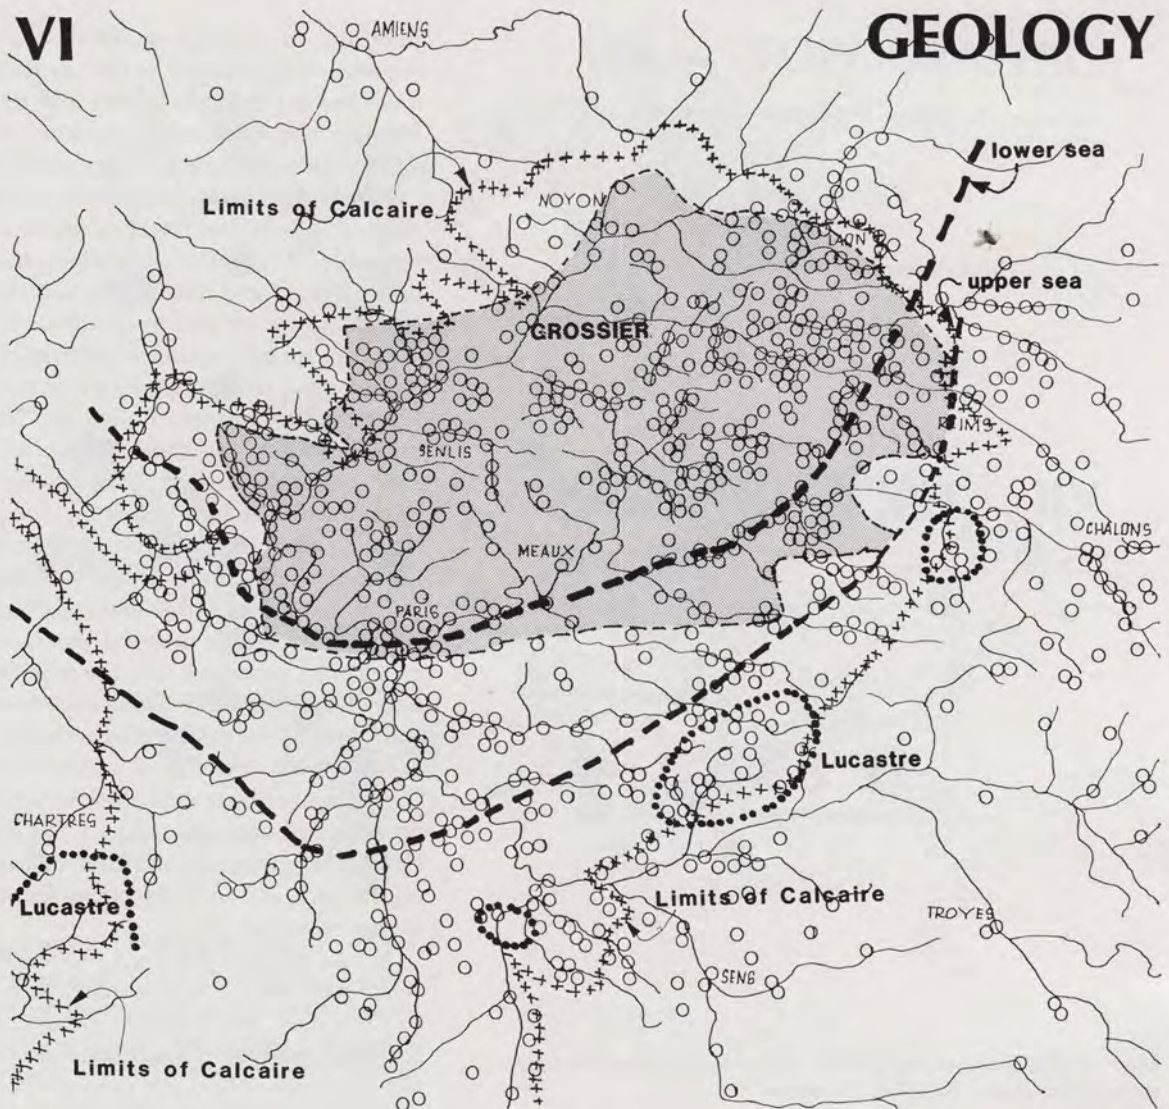 VI
GEOLOGY
AMIENS
lower sea
Limits of Calcaire
NOYON
LAON
upper sea
GROSSIER
REIMS
SENLIS
MEAUX
CHALONS
PARIS
Lucastre
CHARTRES
Lucastre
Limits of Calcaire
TROYES
SENS
Limits of Calcaire